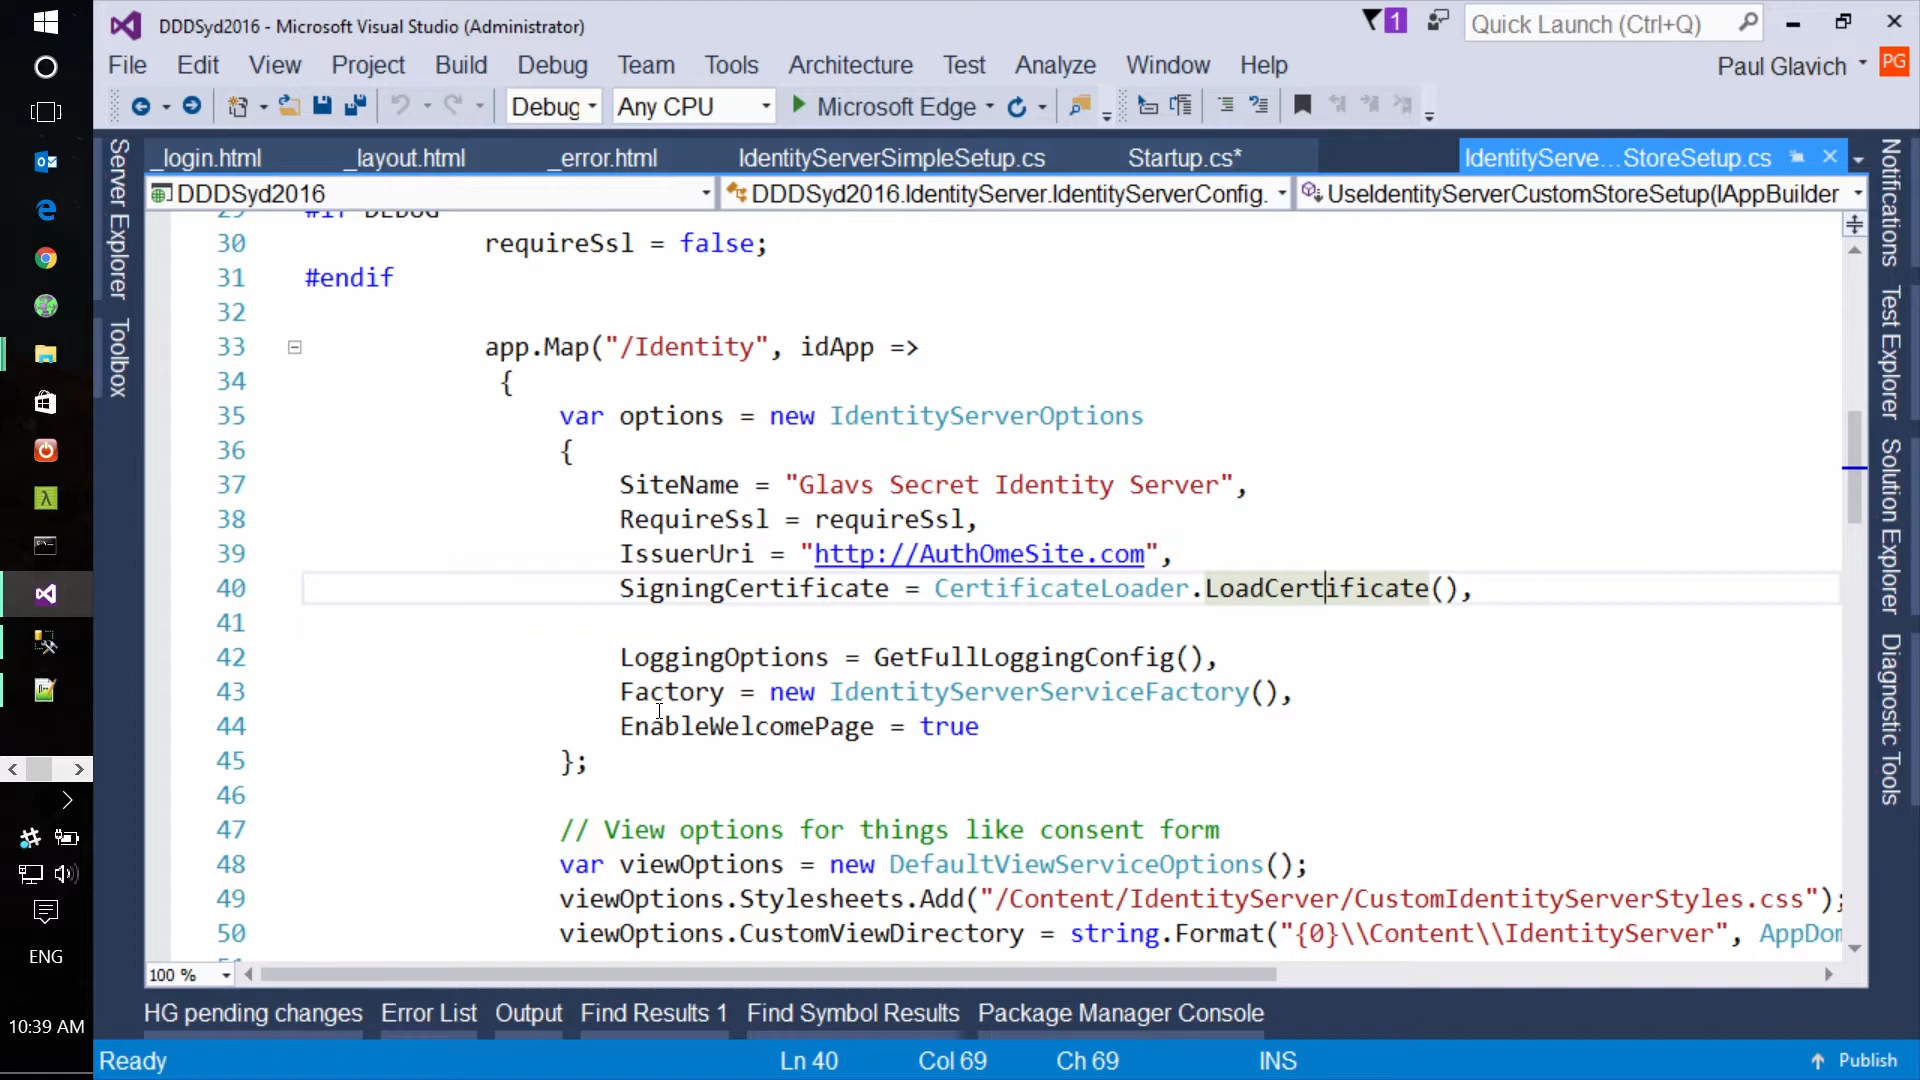 DDDSyd2016 - Microsoft Visual Studio (Administrator)
1
Quick Launch (Ctrl+Q)
File Edit View Project Build Debug Team Tools Architecture Test Analyze Window Help
Paul Glavich
PG
Debug Any CPU Microsoft Edge
_login.html _layout.html _error.html IdentityServerSimpleSetup.cs Startup.cs* IdentityServe...StoreSetup.cs
DDDSyd2016 DDDSyd2016.IdentityServer.IdentityServerConfig. UseIdentityServerCustomStoreSetup(IAppBuilder
Server Explorer
Toolbox
29 #if DEBUG
30 requireSsl = false;
31 #endif
32
33 app.Map("/Identity", idApp =>
34 {
35 var options = new IdentityServerOptions
36 {
37 SiteName = "Glavs Secret Identity Server",
38 RequireSsl = requireSsl,
39 IssuerUri = "http://AuthOmeSite.com",
40 SigningCertificate = CertificateLoader.LoadCertificate(),
41
42 LoggingOptions = GetFullLoggingConfig(),
43 Factory = new IdentityServerServiceFactory(),
44 EnableWelcomePage = true
45 };
46
47 // View options for things like consent form
48 var viewOptions = new DefaultViewServiceOptions();
49 viewOptions.Stylesheets.Add("/Content/IdentityServer/CustomIdentityServerStyles.css");
50 viewOptions.CustomViewDirectory = string.Format("{0}\\Content\\IdentityServer", AppDom
100 %
Notifications
Test Explorer
Solution Explorer
Diagnostic Tools
HG pending changes Error List Output Find Results 1 Find Symbol Results Package Manager Console
Ready Ln 40 Col 69 Ch 69 INS Publish
ENG
10:39 AM